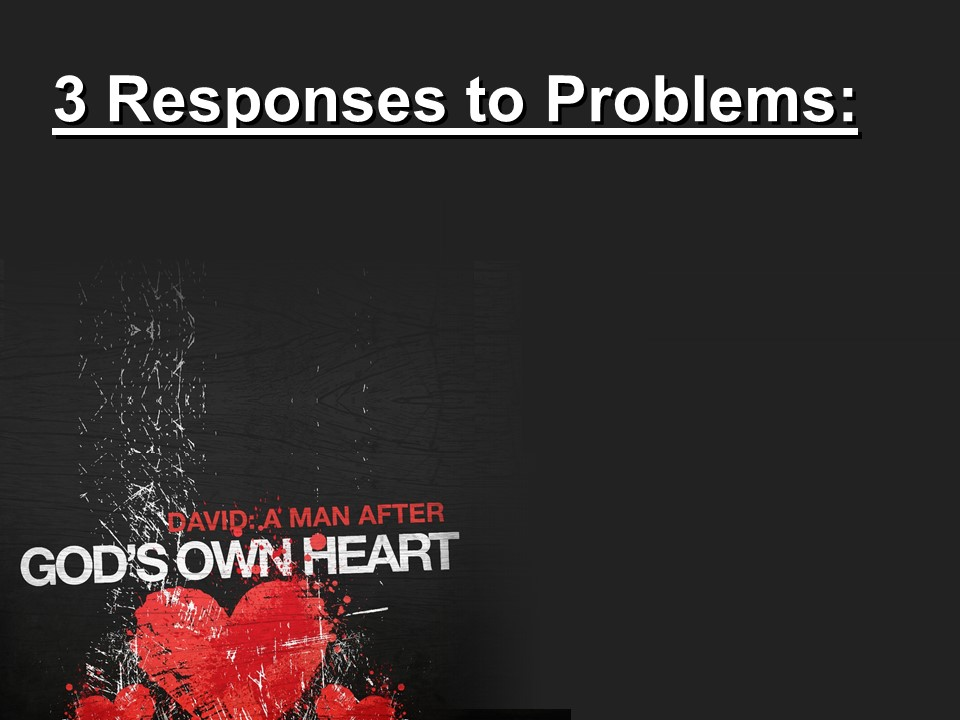 3 Responses to Problems:
DAVID: A MAN AFTER
GOD'S OWN HEART